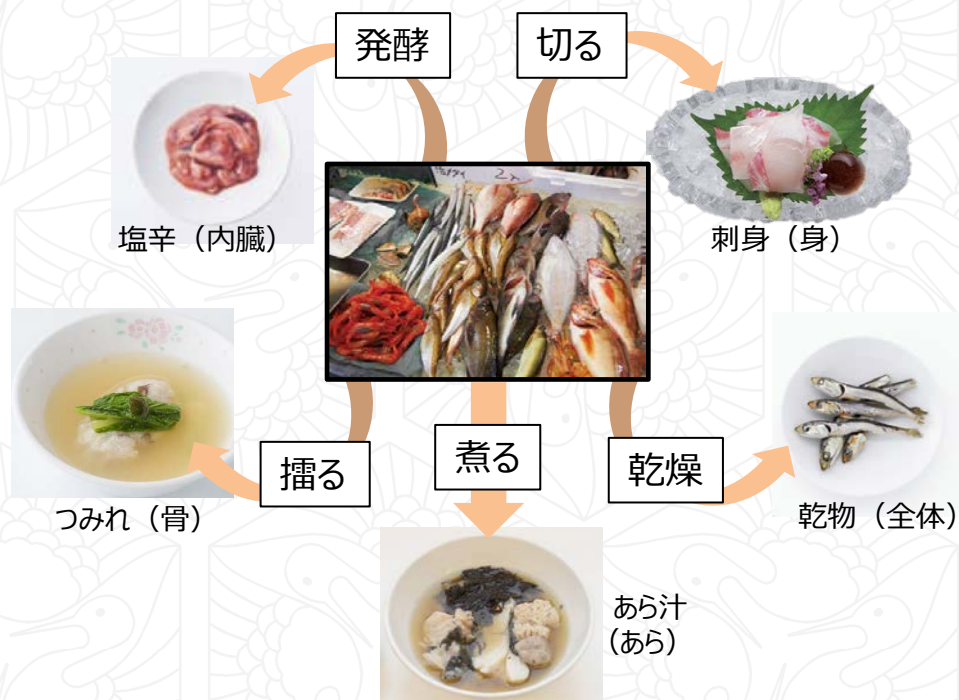 発酵
切る
塩辛（内臓）
刺身（身）
擂る
煮る
乾燥
つみれ（骨）
乾物（全体）
あら汁
（あら）